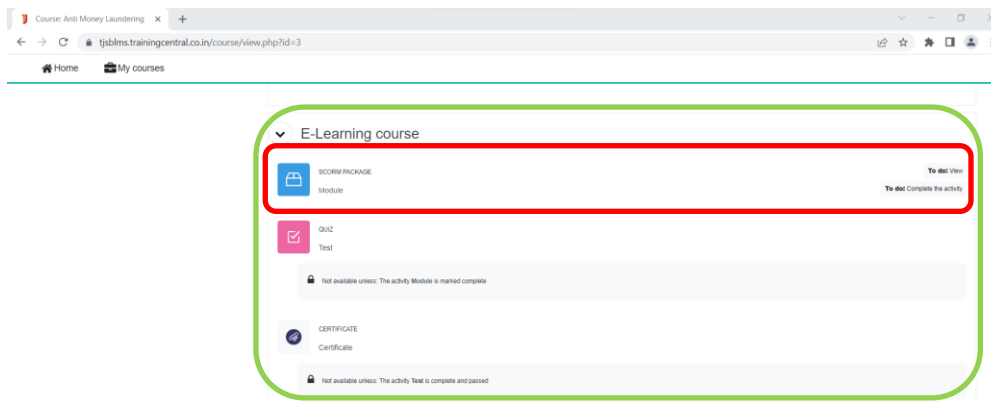 Course: Anti Money Laundering
tjsblms.trainingcentral.co.in/course/view.php?id=3
Home My courses
E-Learning course
SCORM PACKAGE
To do: View
Module
To do: Complete the activity
QUIZ
Test
Not available unless: The activity Module is marked complete
CERTIFICATE
Certificate
Not available unless: The activity Test is complete and passed